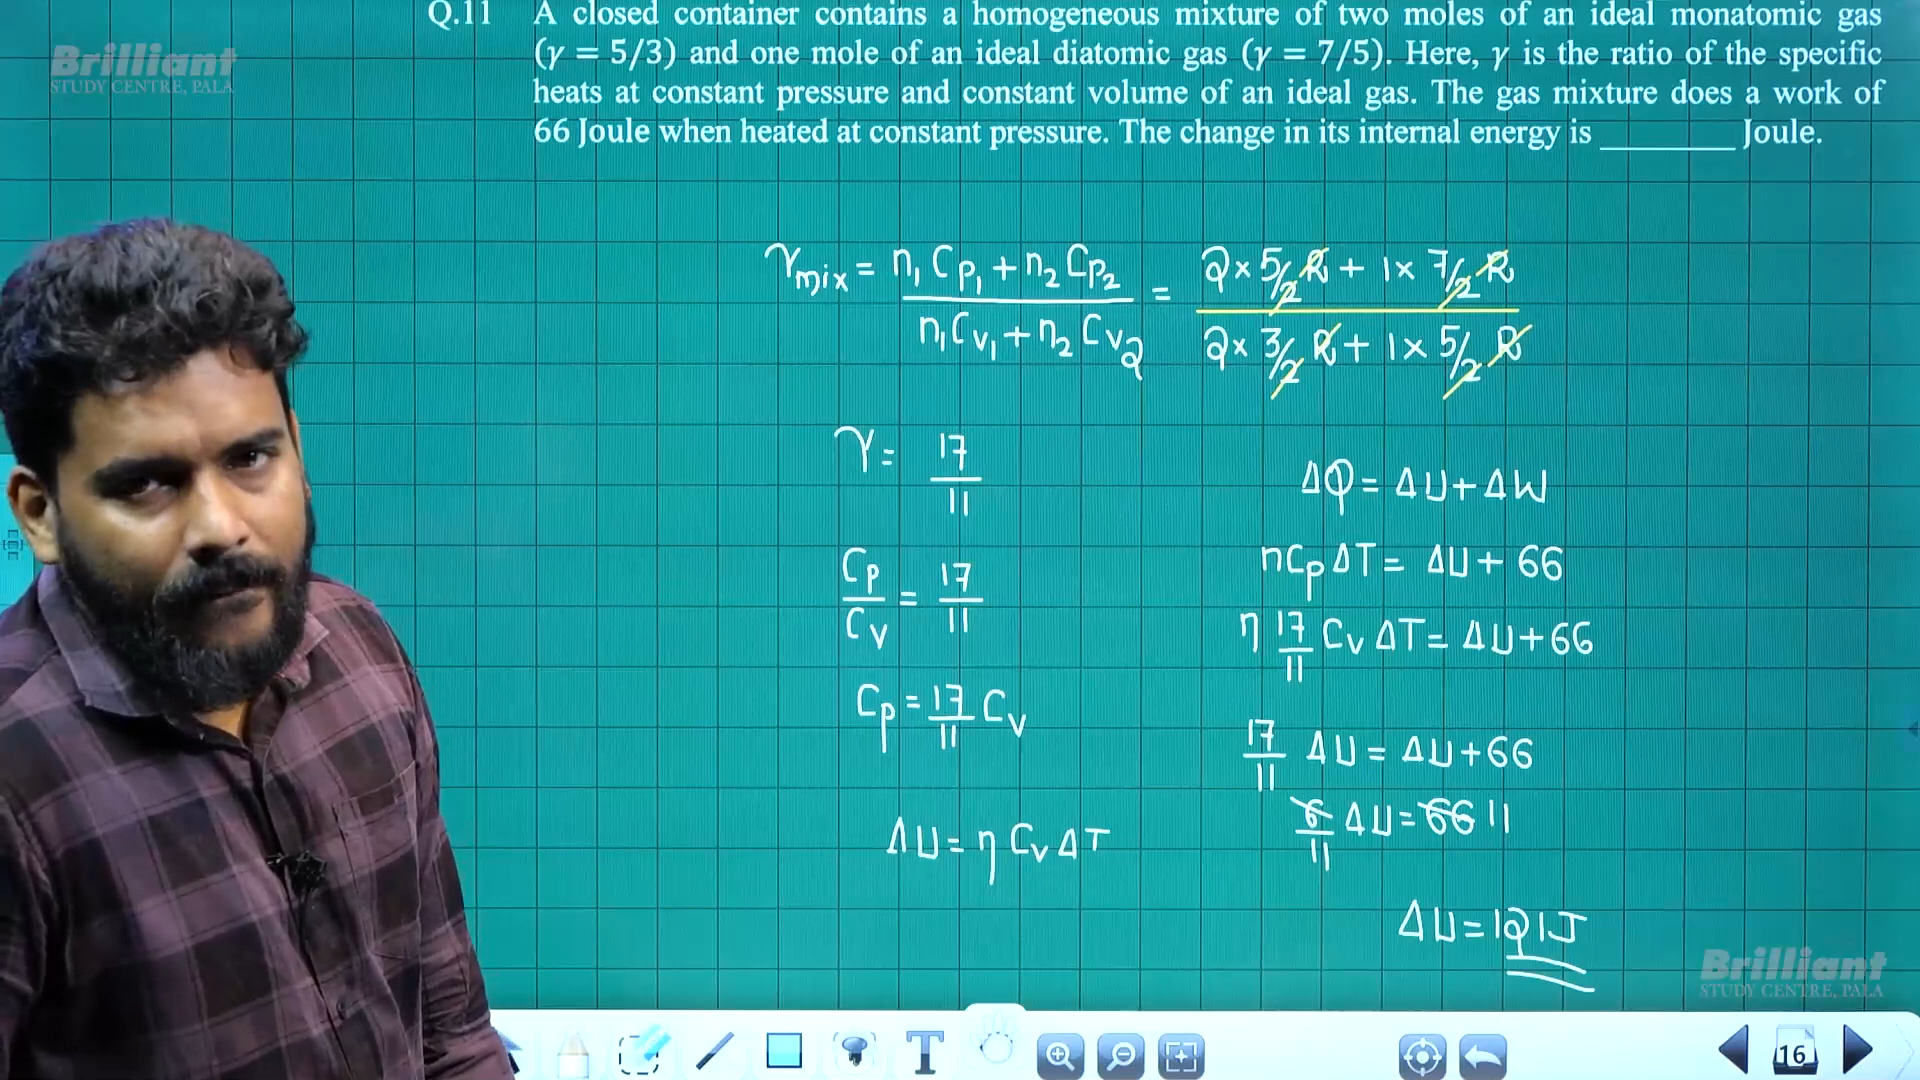 Q.11 A closed container contains a homogeneous mixture of two moles of an ideal monatomic gas
(γ = 5/3) and one mole of an ideal diatomic gas (γ = 7/5). Here, γ is the ratio of the specific
heats at constant pressure and constant volume of an ideal gas. The gas mixture does a work of
66 Joule when heated at constant pressure. The change in its internal energy is ________ Joule.
Brilliant
STUDY CENTRE, PALA
γmix = n₁Cp₁ + n₂Cp₂ / n₁Cv₁ + n₂Cv₂ = 2 × 5/2 R + 1 × 7/2 R / 2 × 3/2 R + 1 × 5/2 R
γ = 17/11
Cp/Cv = 17/11
Cp = 17/11 Cv
ΔU = η Cv ΔT
ΔQ = ΔU + ΔW
nCpΔT = ΔU + 66
η 17/11 Cv ΔT = ΔU + 66
17/11 ΔU = ΔU + 66
6/11 ΔU = 66 11
ΔU = 121J
Brilliant
STUDY CENTRE, PALA
T
16